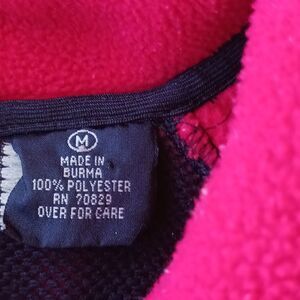 M
MADE IN
BURMA
100% POLYESTER
RN 70829
OVER FOR CARE